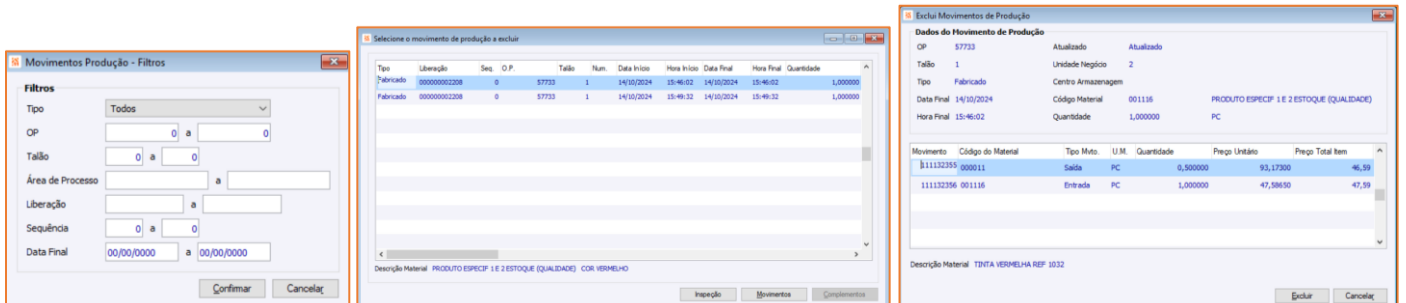 Movimentos Produção - Filtros
Filtros
Tipo Todos
OP 0 a 0
Talão 0 a 0
Área de Processo a
Liberação a
Sequência 0 a 0
Data Final 00/00/0000 a 00/00/0000
Confirmar Cancelar
Selecione o movimento de produção a excluir
Tipo Liberação Seq. O.P. Talão Num. Data Início Hora Início Data Final Hora Final Quantidade
Fabricado 000000002208 0 57733 1 14/10/2024 15:46:02 14/10/2024 15:46:02 1,000000
Fabricado 000000002208 0 57733 1 14/10/2024 15:49:32 14/10/2024 15:49:32 1,000000
Descrição Material PRODUTO ESPECIF 1 E 2 ESTOQUE (QUALIDADE) COR VERMELHO
Inspeção Movimentos Complementos
Exclui Movimentos de Produção
Dados do Movimento de Produção
OP 57733 Atualizado Atualizado
Talão 1 Unidade Negócio 2
Tipo Fabricado Centro Armazenagem
Data Final 14/10/2024 Código Material 001116 PRODUTO ESPECIF 1 E 2 ESTOQUE (QUALIDADE)
Hora Final 15:46:02 Quantidade 1,000000 PC
Movimento Código do Material Tipo Mvto. U.M. Quantidade Preço Unitário Preço Total Item
111132355 000011 Saída PC 0,500000 93,17300 46,59
111132356 001116 Entrada PC 1,000000 47,58650 47,59
Descrição Material TINTA VERMELHA REF 1032
Excluir Cancelar